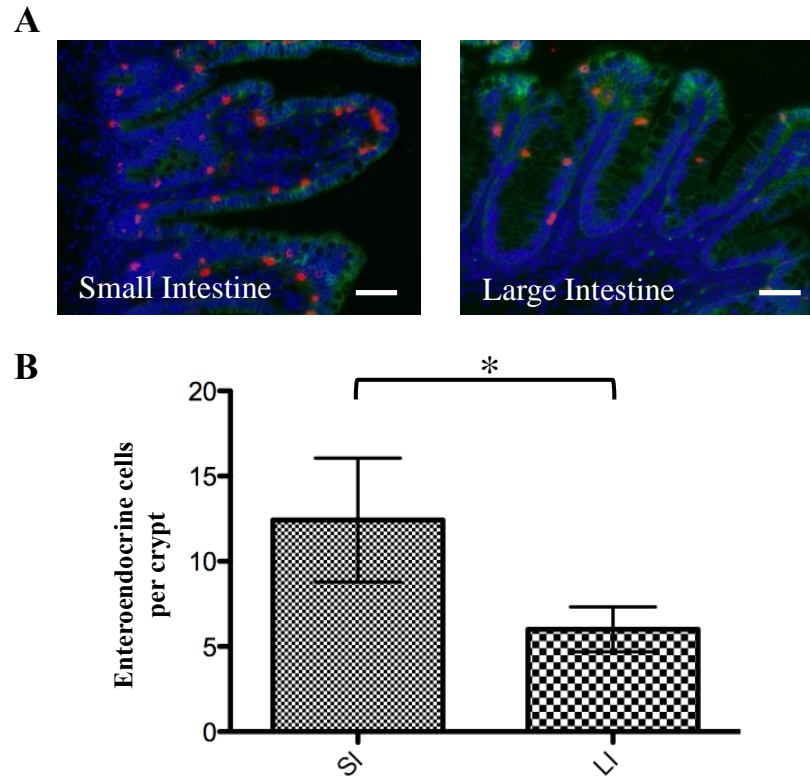 A
Small Intestine
Large Intestine
B
*
20
15
10
5
0
Enteroendocrine cells
per crypt
SI
LI